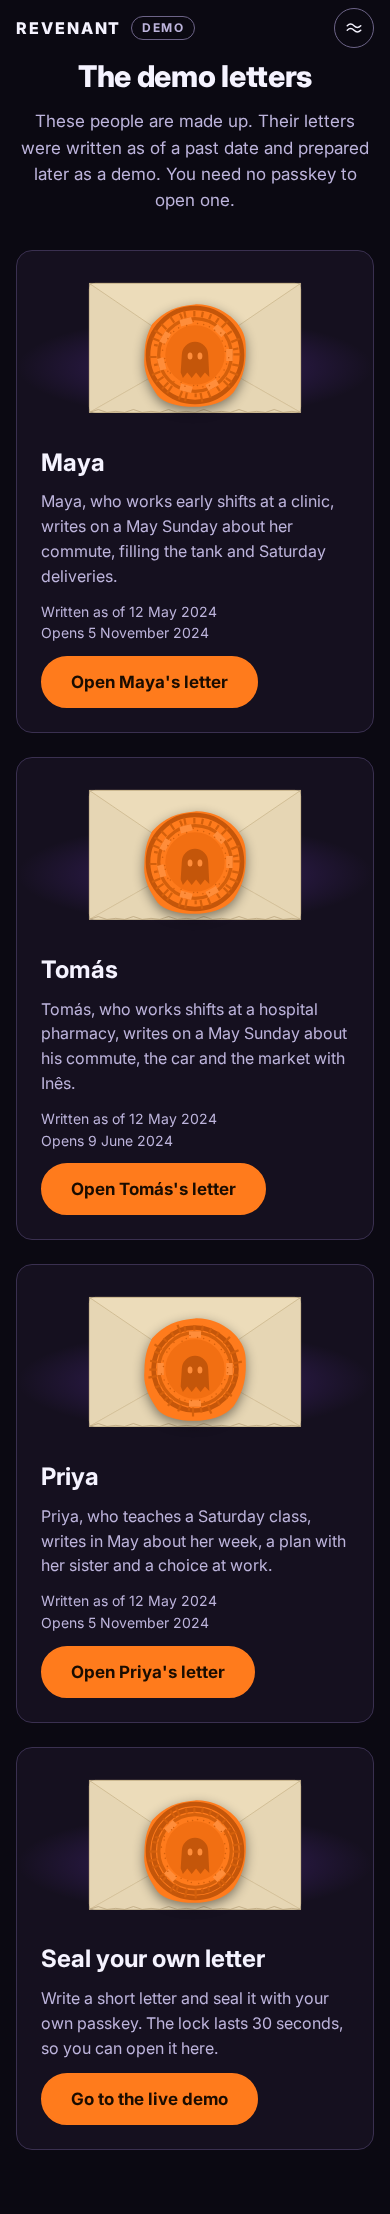 REVENANT DEMO
The demo letters
These people are made up. Their letters
were written as of a past date and prepared
later as a demo. You need no passkey to
open one.
Maya
Maya, who works early shifts at a clinic,
writes on a May Sunday about her
commute, filling the tank and Saturday
deliveries.
Written as of 12 May 2024
Opens 5 November 2024
Open Maya's letter
Tomás
Tomás, who works shifts at a hospital
pharmacy, writes on a May Sunday about
his commute, the car and the market with
Inês.
Written as of 12 May 2024
Opens 9 June 2024
Open Tomás's letter
Priya
Priya, who teaches a Saturday class,
writes in May about her week, a plan with
her sister and a choice at work.
Written as of 12 May 2024
Opens 5 November 2024
Open Priya's letter
Seal your own letter
Write a short letter and seal it with your
own passkey. The lock lasts 30 seconds,
so you can open it here.
Go to the live demo